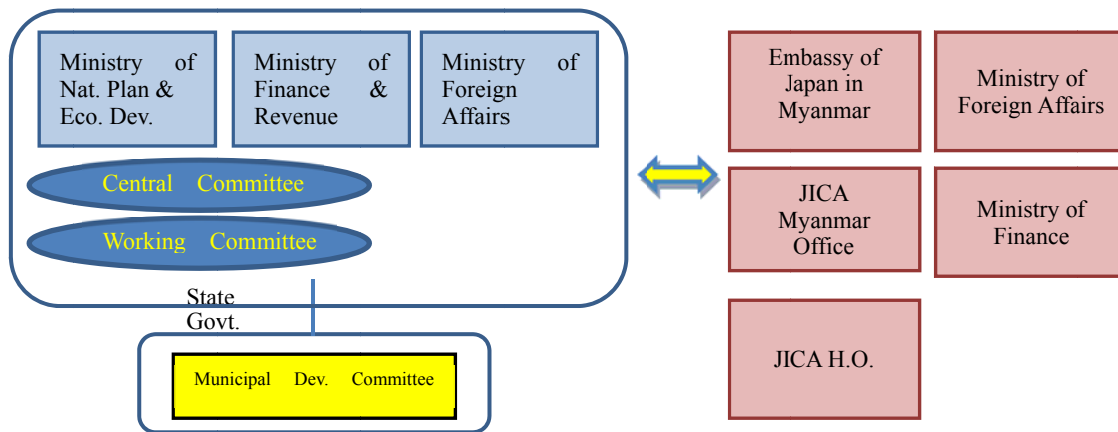 Ministry of
Nat. Plan &
Eco. Dev.
Ministry of
Finance &
Revenue
Ministry of
Foreign
Affairs
Central Committee
Working Committee
State
Govt.
Municipal Dev. Committee
Embassy of
Japan in
Myanmar
Ministry of
Foreign Affairs
JICA
Myanmar
Office
Ministry of
Finance
JICA H.O.